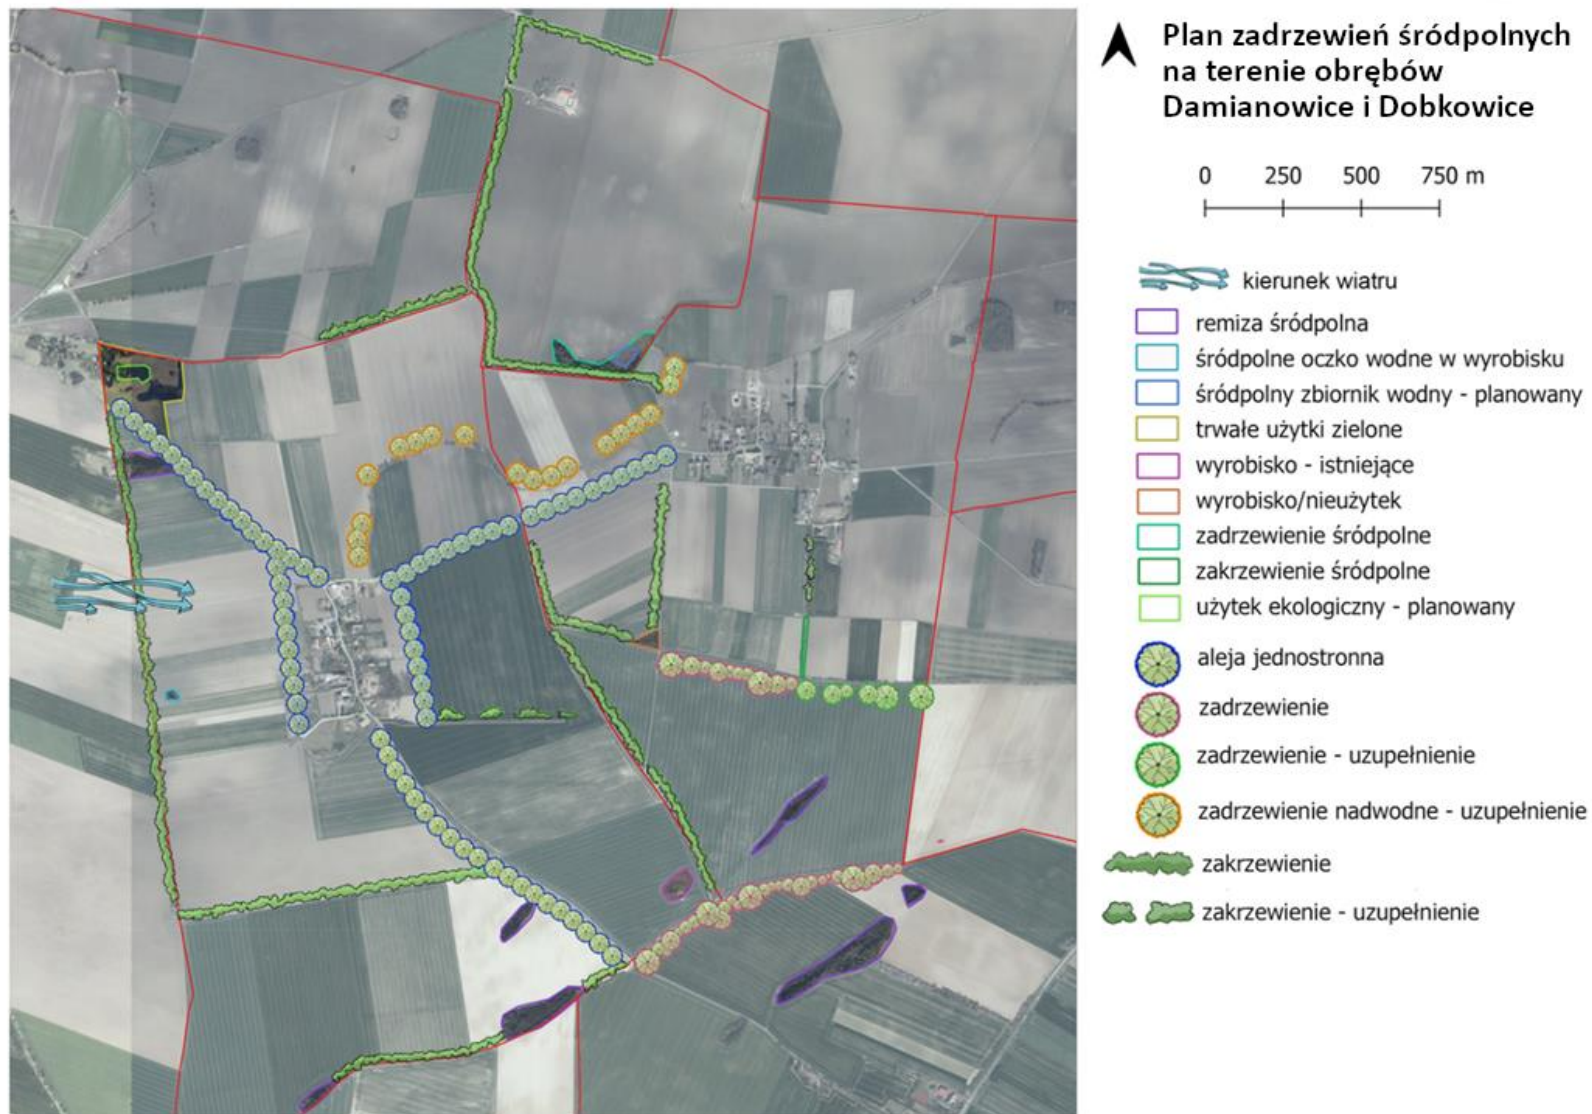 Plan zadrzewień śródpolnych
na terenie obrębów
Damianowice i Dobkowice
0 250 500 750 m
kierunek wiatru
remiza śródpolna
śródpolne oczko wodne w wyrobisku
śródpolny zbiornik wodny - planowany
trwałe użytki zielone
wyrobisko - istniejące
wyrobisko/nieużytek
zadrzewienie śródpolne
zakrzewienie śródpolne
użytek ekologiczny - planowany
aleja jednostronna
zadrzewienie
zadrzewienie - uzupełnienie
zadrzewienie nadwodne - uzupełnienie
zakrzewienie
zakrzewienie - uzupełnienie